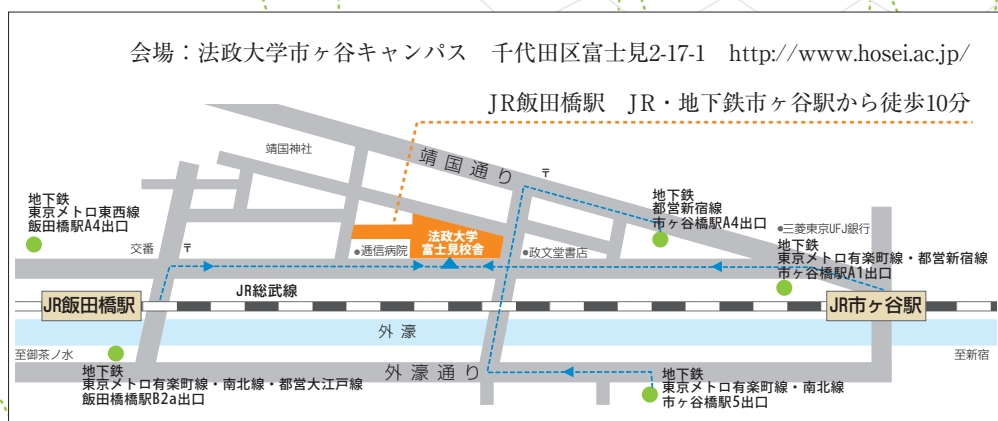 会場：法政大学市ヶ谷キャンパス　千代田区富士見2-17-1　http://www.hosei.ac.jp/
JR飯田橋駅　JR・地下鉄市ヶ谷駅から徒歩10分
靖国神社
靖国通り
〒
地下鉄
東京メトロ東西線
飯田橋駅A4出口
地下鉄
都営新宿線
市ヶ谷橋駅A4出口
交番
〒
●逓信病院
法政大学
富士見校舎
●政文堂書店
●三菱東京UFJ銀行
地下鉄
東京メトロ有楽町線・都営新宿線
市ヶ谷橋駅A1出口
JR飯田橋駅
JR総武線
JR市ヶ谷駅
外濠
至御茶ノ水
至新宿
外濠通り
地下鉄
東京メトロ有楽町線・南北線・都営大江戸線
飯田橋橋駅B2a出口
地下鉄
東京メトロ有楽町線・南北線
市ヶ谷橋駅5出口